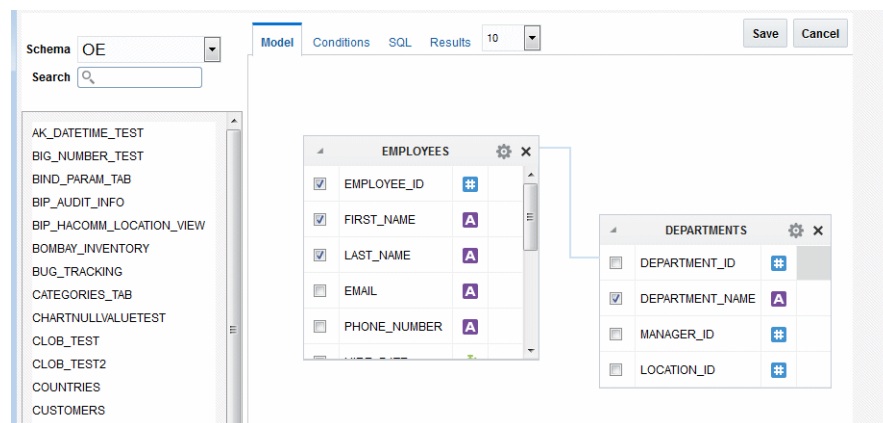 Schema OE
Search
AK_DATETIME_TEST
BIG_NUMBER_TEST
BIND_PARAM_TAB
BIP_AUDIT_INFO
BIP_HACOMM_LOCATION_VIEW
BOMBAY_INVENTORY
BUG_TRACKING
CATEGORIES_TAB
CHARTNULLVALUETEST
CLOB_TEST
CLOB_TEST2
COUNTRIES
CUSTOMERS
Model Conditions SQL Results 10 Save Cancel
EMPLOYEES
EMPLOYEE_ID #
FIRST_NAME A
LAST_NAME A
EMAIL A
PHONE_NUMBER A
DEPARTMENTS
DEPARTMENT_ID #
DEPARTMENT_NAME A
MANAGER_ID #
LOCATION_ID #